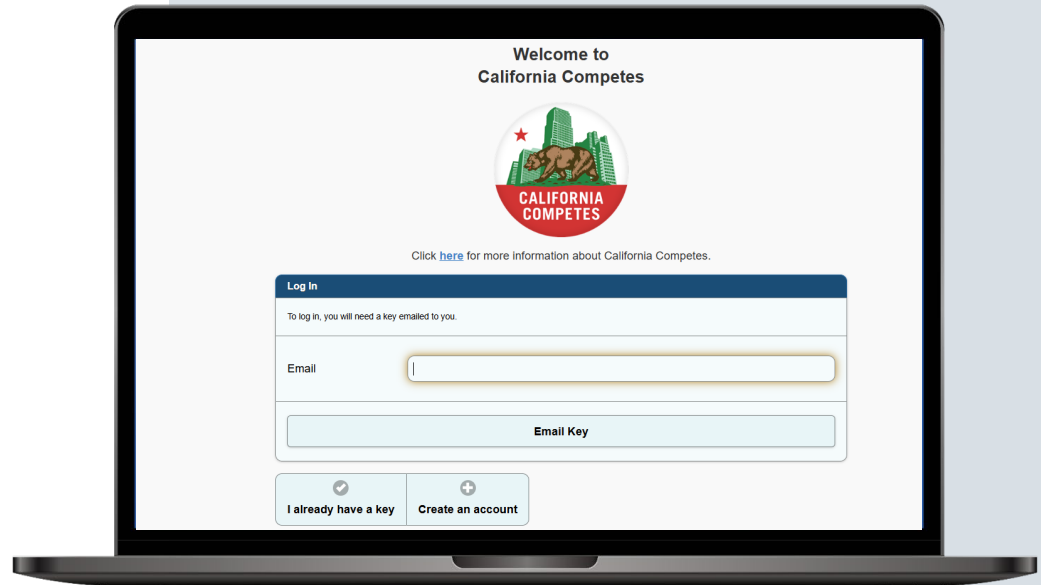 Welcome to
California Competes
CALIFORNIA
COMPETES
Click here for more information about California Competes.
Log In
To log in, you will need a key emailed to you.
Email
Email Key
I already have a key
Create an account